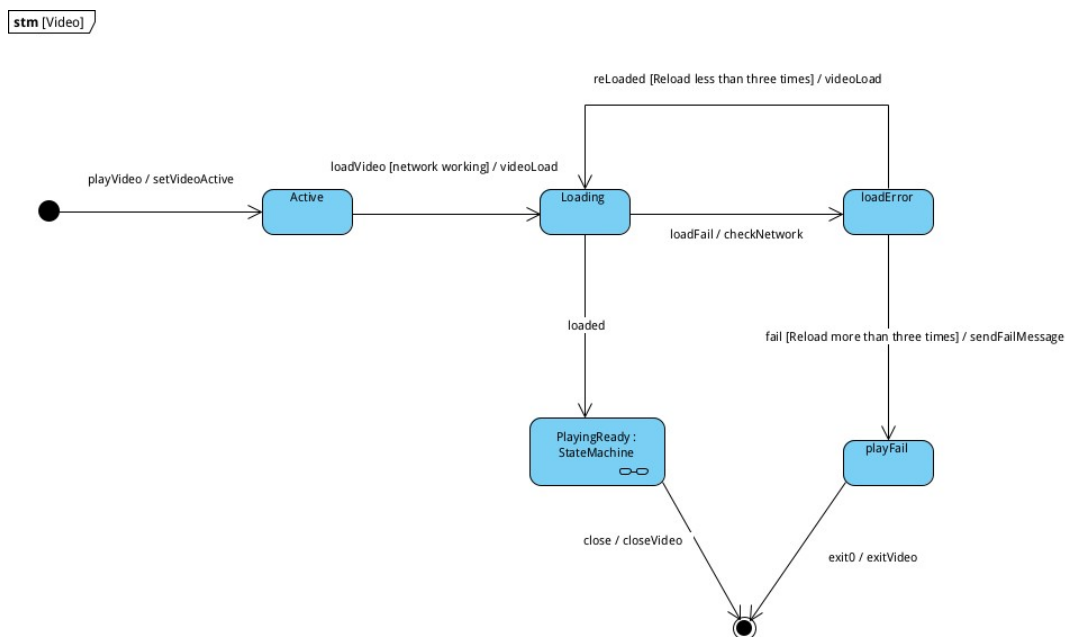 stm [Video]
reLoaded [Reload less than three times] / videoLoad
loadVideo [network working] / videoLoad
playVideo / setVideoActive
Active
Loading
loadError
loadFail / checkNetwork
loaded
fail [Reload more than three times] / sendFailMessage
PlayingReady :
StateMachine
playFail
close / closeVideo
exit0 / exitVideo